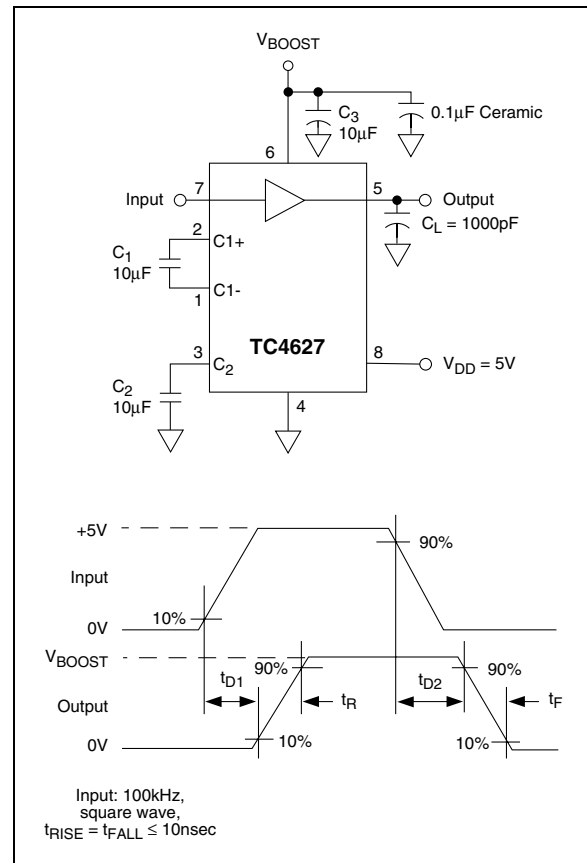 V_BOOST
C3
10µF
0.1µF Ceramic
6
Input
7
5
Output
CL = 1000pF
2
C1+
C1
10µF
C1-
1
TC4627
3
C2
8
VDD = 5V
C2
10µF
4
+5V
90%
Input
10%
0V
VBOOST
90%
tD1
tR
tD2
90%
tF
Output
0V
10%
10%
Input: 100kHz,
square wave,
tRISE = tFALL ≤ 10nsec